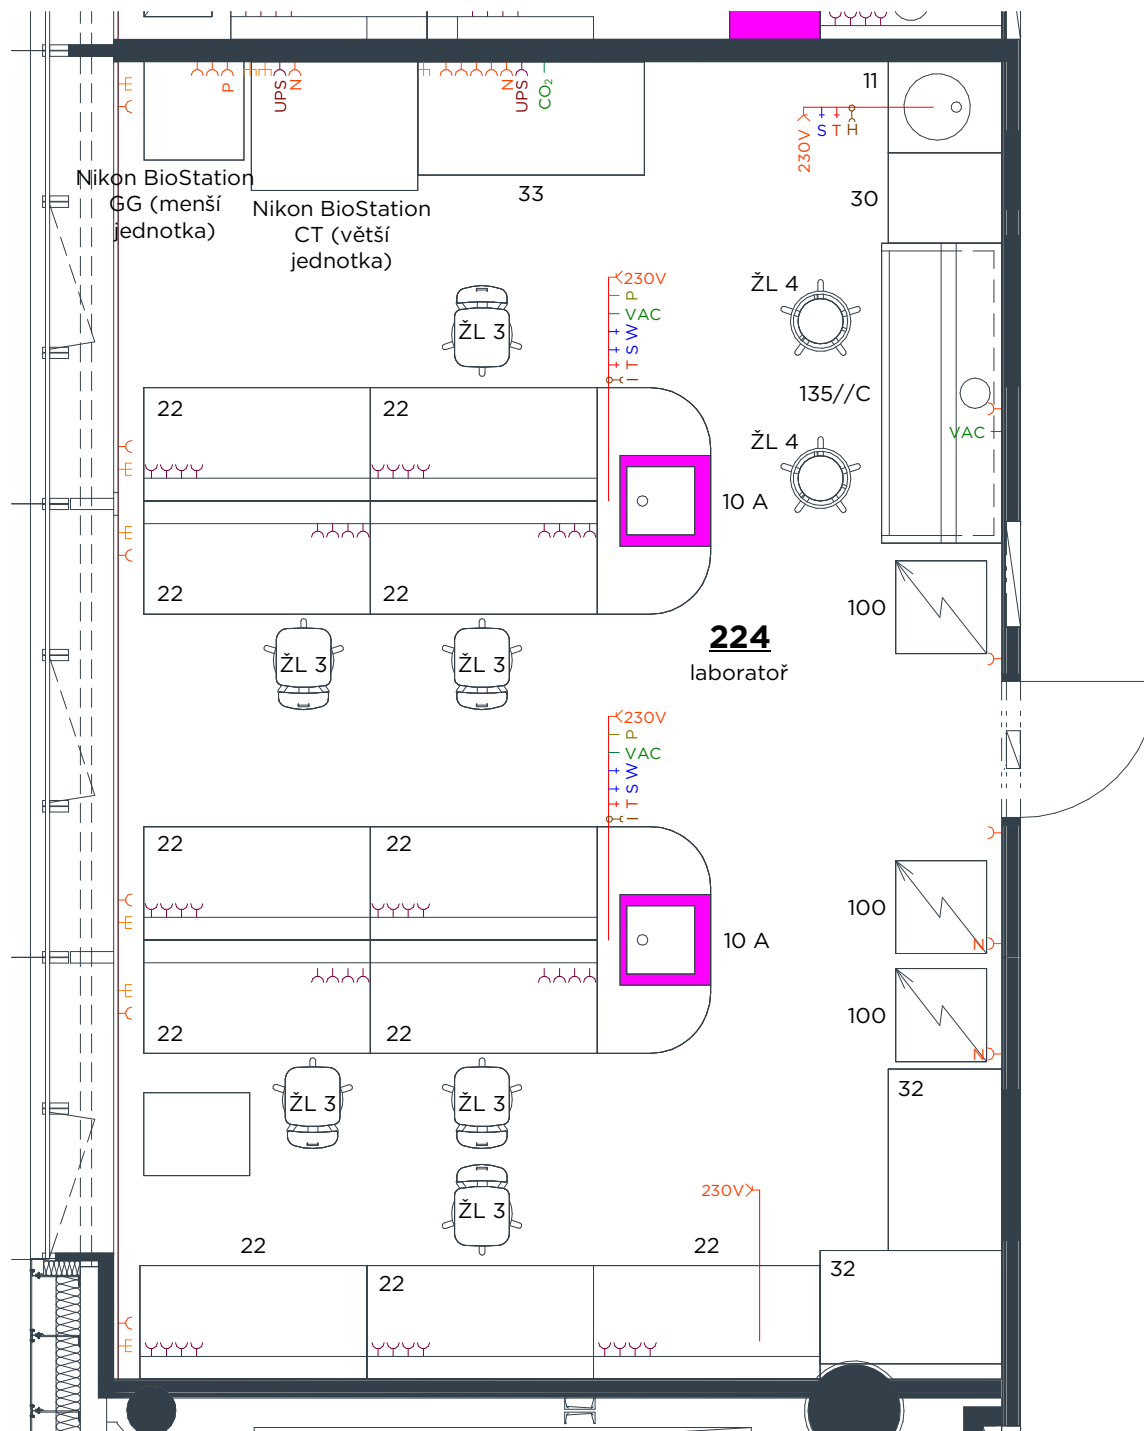 P
UPS
N
N
UPS
CO₂
11
230V
S
T
H
Nikon BioStation
GG (menší
jednotka)
Nikon BioStation
CT (větší
jednotka)
33
30
230V
P
VAC
W
S
T
I
ŽL 3
ŽL 4
135//C
22
22
ŽL 4
VAC
10 A
22
22
100
224
laboratoř
ŽL 3
ŽL 3
230V
P
VAC
W
S
T
I
22
22
100
N
10 A
22
22
100
N
32
ŽL 3
ŽL 3
230V
ŽL 3
22
22
22
32